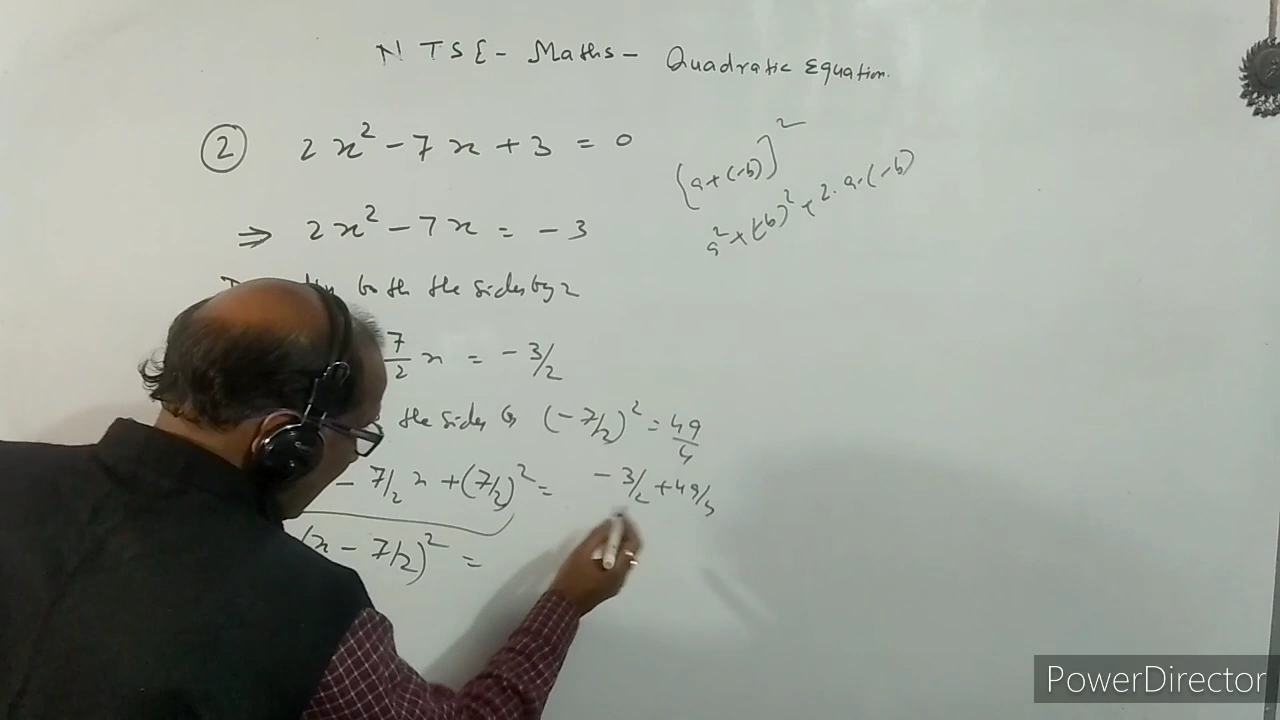 NTSE - Maths - Quadratic Equation.
② 2x² - 7x + 3 = 0
[a+(-b)]²
a² + (-b)² + 2·a·(-b)
⇒ 2x² - 7x = -3
both the sides by 2
7/2 x = -3/2
the sides by (-7/2)² = 49/4
- 7/2 x + (7/2)² = -3/2 + 49/4
(x - 7/2)² =
PowerDirector